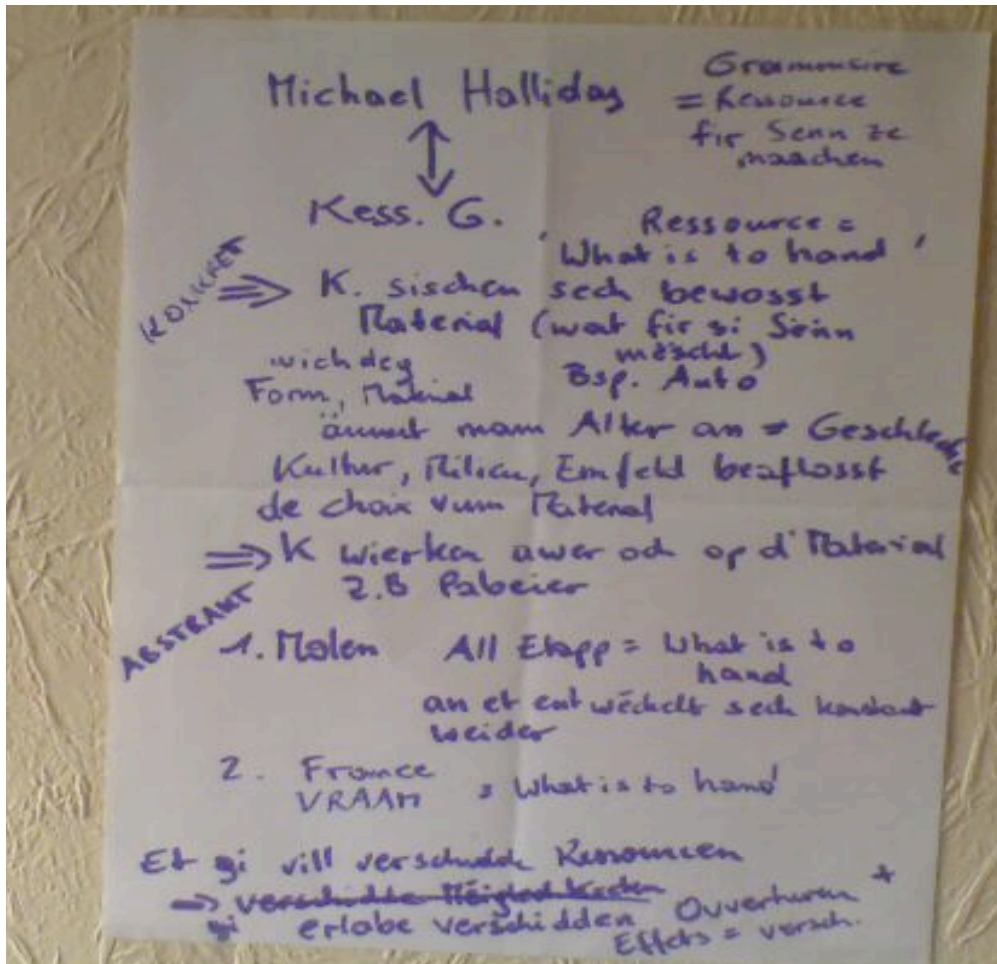 Michael Halliday
Grammaire
= Ressource
fir Senn ze
maachen
Kess. G.
Ressource =
'What is to hand'
KONKRET
⇒ K. sischen sech bewosst
Material (wat fir si Senn
mëscht)
wichdeg
Form, Material
Bsp. Auto
ännert mam Alter an ≠ Geschlecht
Kultur, Milieu, Emfeld beaflosst
de choix vum Material
⇒ K wierken awer och op d'Material
z.B Pabeier
ABSTRAKT
1. Molen
All Etapp = What is to
hand
an et entwéckelt sech konstant
weider
2. France
VRAAM
= What is to hand
Et gi vill verschidde Ressourcen
⇒ verschidde Méiglechkeeten
gi erlabe verschidden Ouverturen +
Effets = versch.